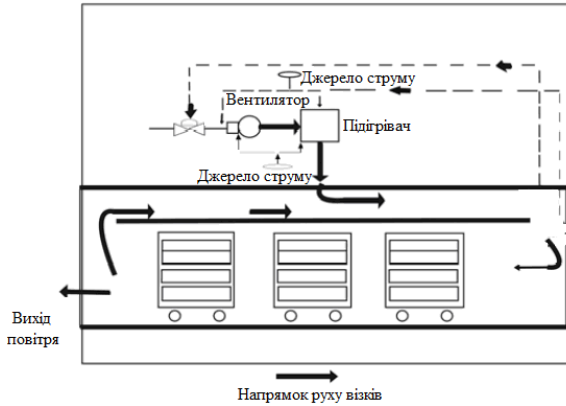 Джерело струму
Вентилятор
Підігрівач
Джерело струму
Вихід
повітря
Напрямок руху візків